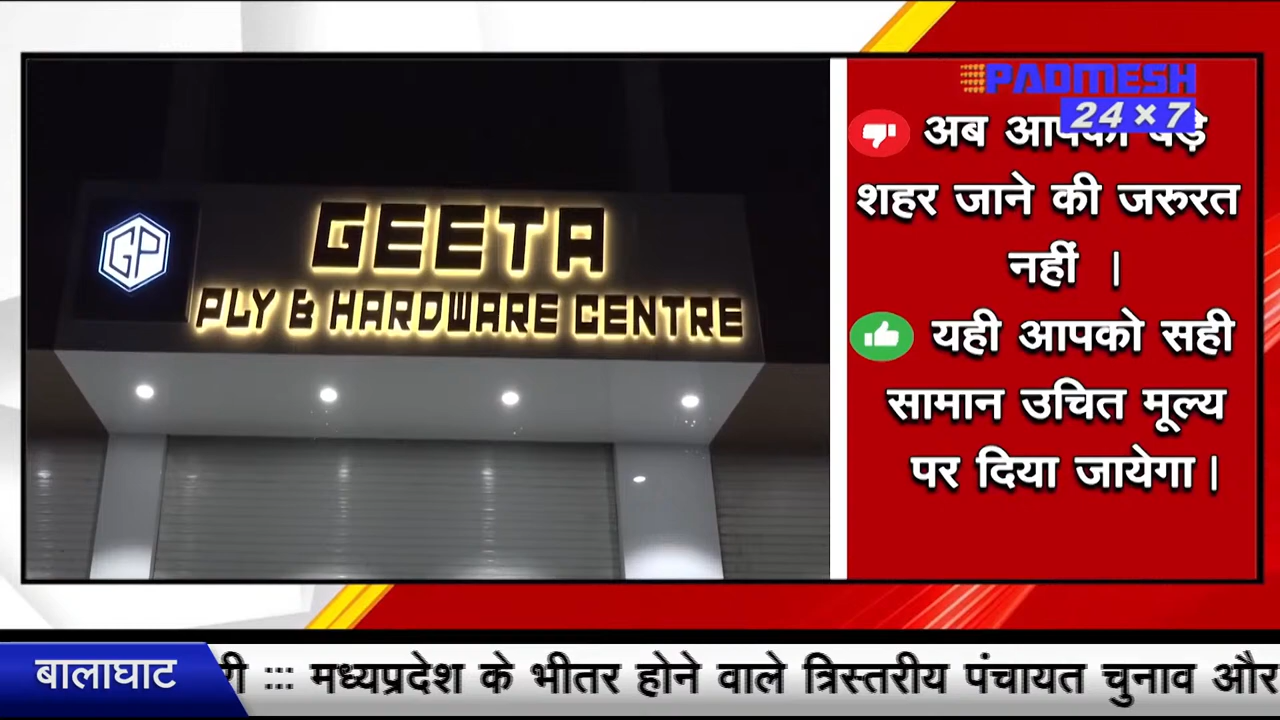 PADMESH
24×7
GP
GEETA
PLY & HARDWARE CENTRE
अब
शहर जाने की जरुरत
नहीं ।
यही आपको सही
सामान उचित मूल्य
पर दिया जायेगा।
बालाघाट
::: मध्यप्रदेश के भीतर होने वाले त्रिस्तरीय पंचायत चुनाव और